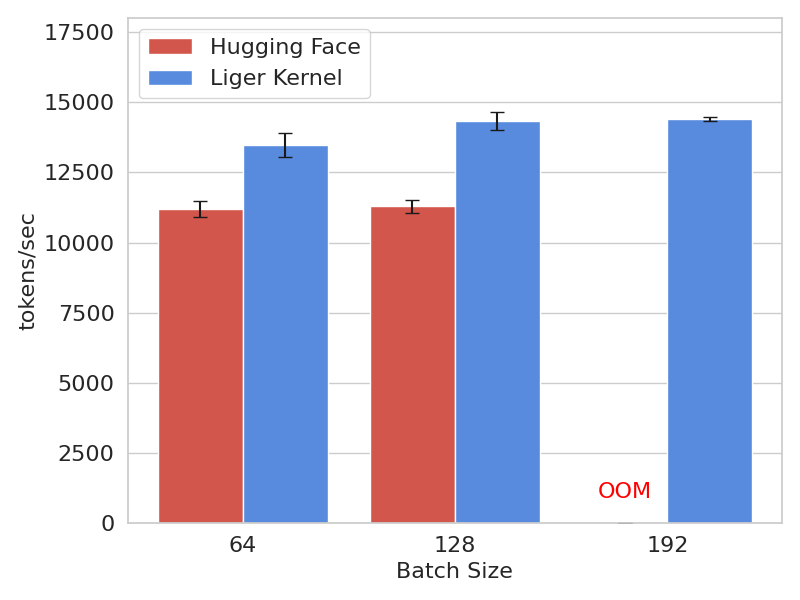 17500
15000
12500
10000
7500
5000
2500
0
tokens/sec
Hugging Face
Liger Kernel
OOM
64
128
192
Batch Size